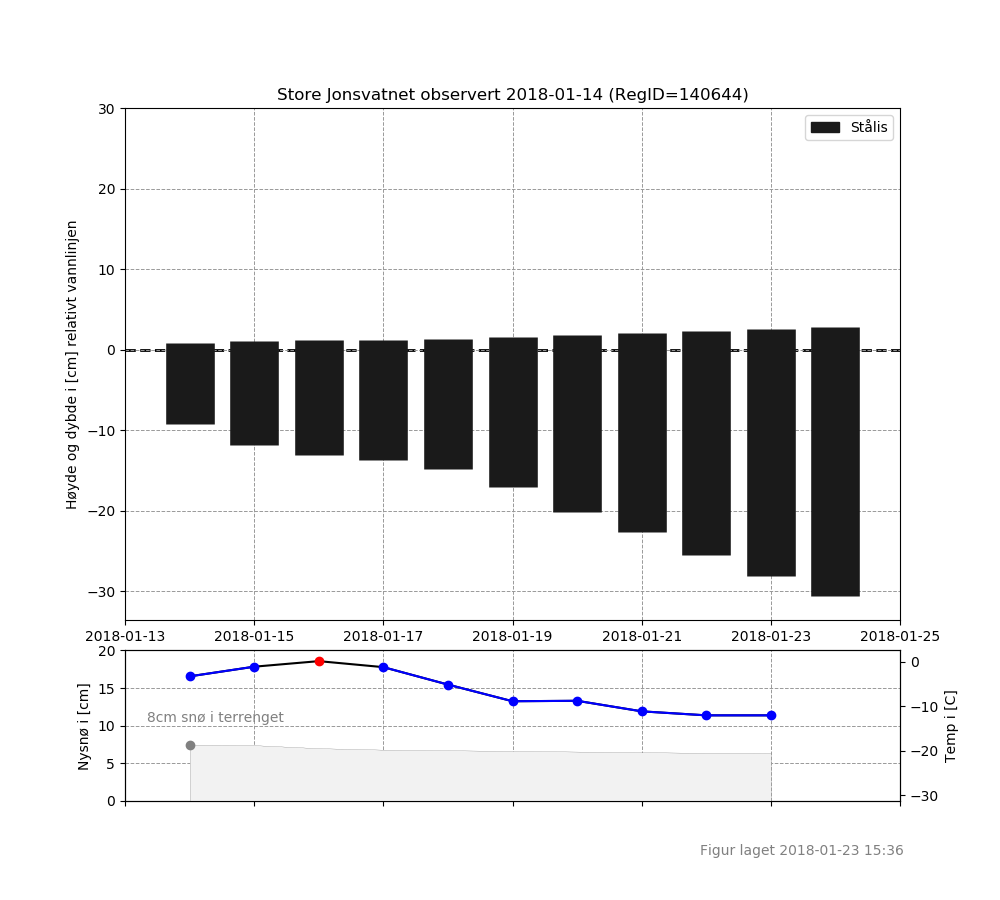 Store Jonsvatnet observert 2018-01-14 (RegID=140644)
Stålis
Høyde og dybde i [cm] relativt vannlinjen
30
20
10
0
−10
−20
−30
2018-01-13 2018-01-15 2018-01-17 2018-01-19 2018-01-21 2018-01-23 2018-01-25
Nysnø i [cm]
20
15
10
5
0
8cm snø i terrenget
0
−10
−20
−30
Temp i [C]
Figur laget 2018-01-23 15:36